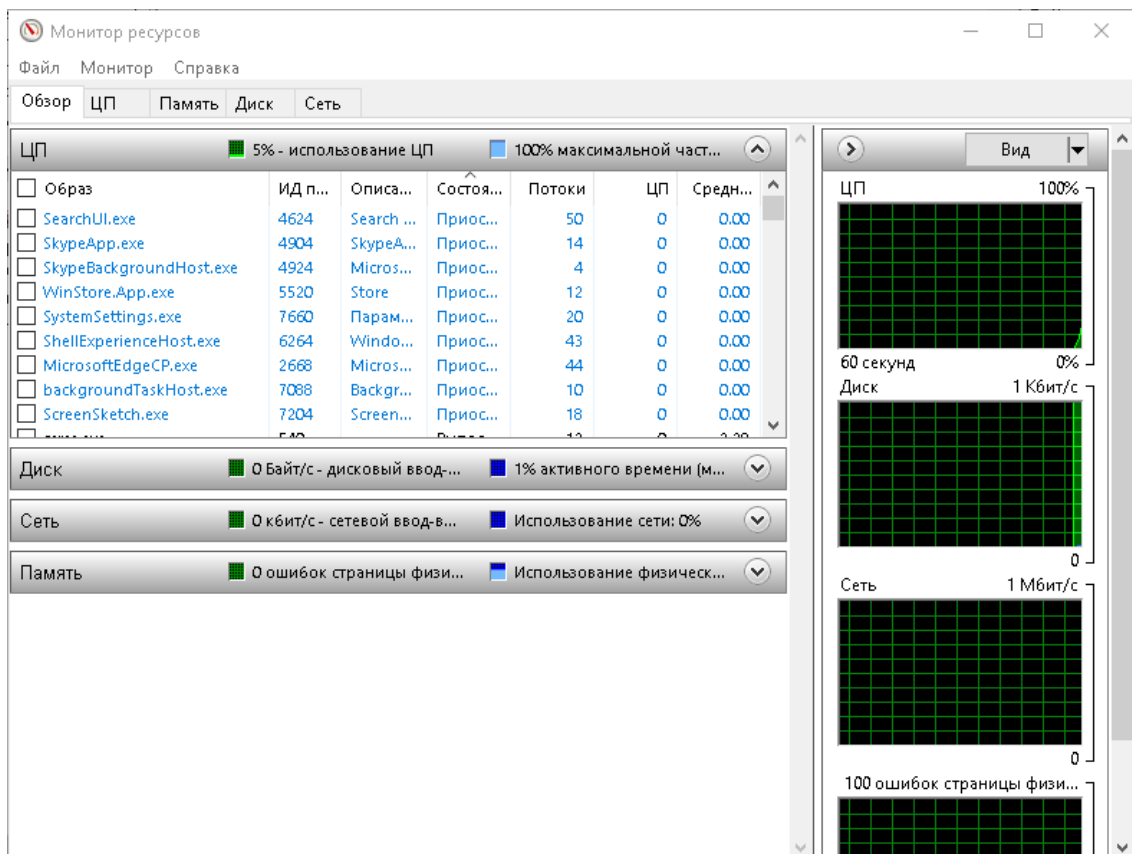 Монитор ресурсов
Файл Монитор Справка
Обзор ЦП Память Диск Сеть
ЦП 5% - использование ЦП 100% максимальной част...
Образ ИД п... Описа... Состоя... Потоки ЦП Средн...
SearchUI.exe 4624 Search ... Приос... 50 0 0.00
SkypeApp.exe 4904 SkypeA... Приос... 14 0 0.00
SkypeBackgroundHost.exe 4924 Micros... Приос... 4 0 0.00
WinStore.App.exe 5520 Store Приос... 12 0 0.00
SystemSettings.exe 7660 Парам... Приос... 20 0 0.00
ShellExperienceHost.exe 6264 Windo... Приос... 43 0 0.00
MicrosoftEdgeCP.exe 2668 Micros... Приос... 44 0 0.00
backgroundTaskHost.exe 7088 Backgr... Приос... 10 0 0.00
ScreenSketch.exe 7204 Screen... Приос... 18 0 0.00
Диск 0 Байт/с - дисковый ввод-... 1% активного времени (м...
Сеть 0 кбит/с - сетевой ввод-в... Использование сети: 0%
Память 0 ошибок страницы физи... Использование физическ...
Вид
ЦП 100%
60 секунд 0%
Диск 1 Кбит/с
0
Сеть 1 Мбит/с
0
100 ошибок страницы физи...